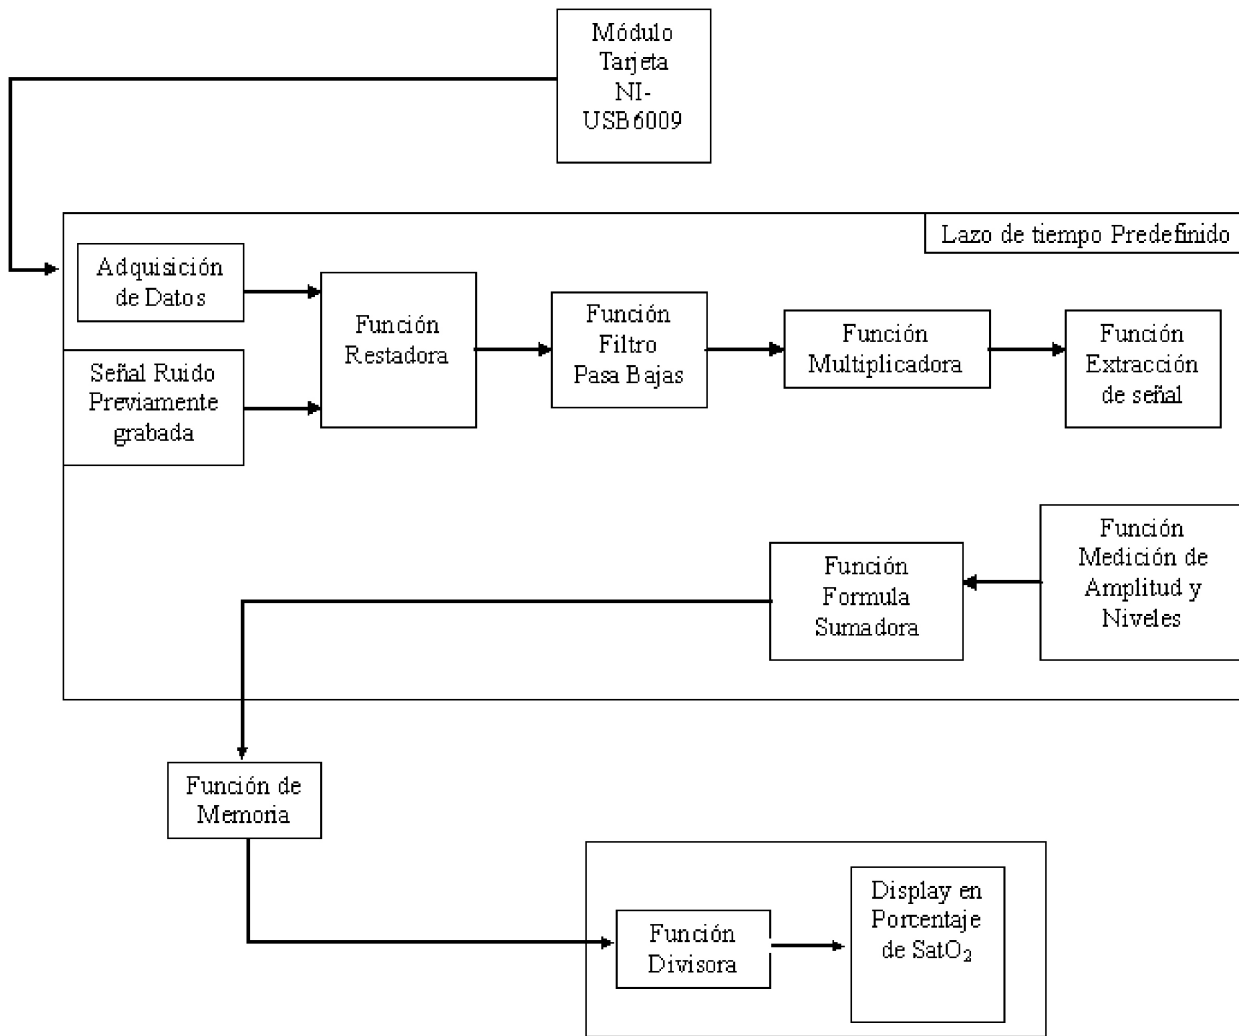 Módulo
Tarjeta
NI-
USB6009
Lazo de tiempo Predefinido
Adquisición
de Datos
Señal Ruido
Previamente
grabada
Función
Restadora
Función
Filtro
Pasa Bajas
Función
Multiplicadora
Función
Extracción
de señal
Función
Medición de
Amplitud y
Niveles
Función
Formula
Sumadora
Función de
Memoria
Función
Divisora
Display en
Porcentaje
de SatO₂